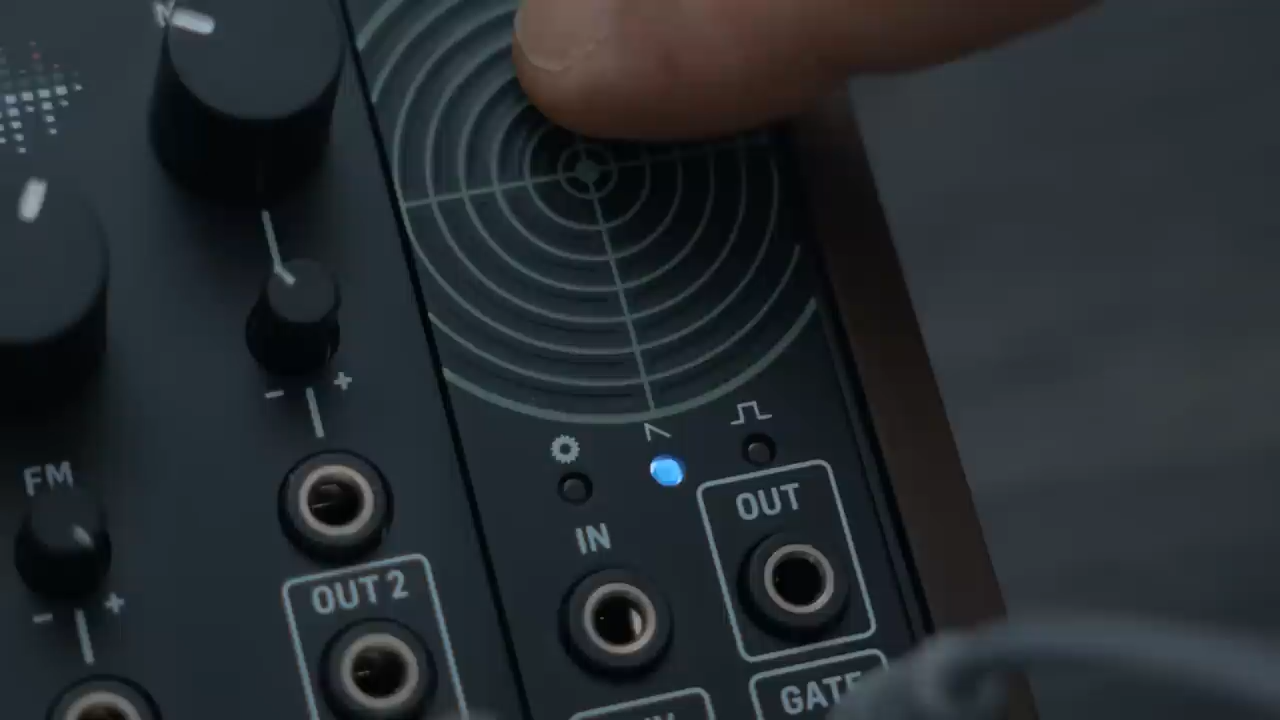 FM
- +
- +
OUT 2
IN
OUT
GATE